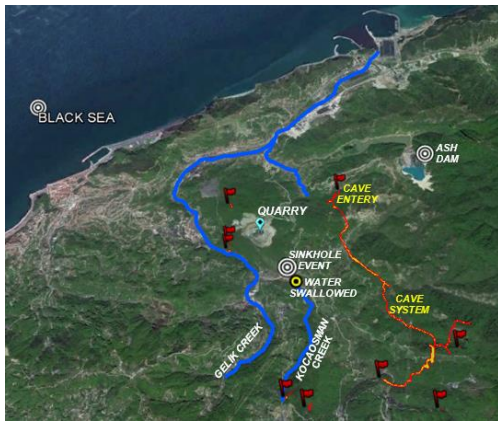 BLACK SEA
ASH
DAM
CAVE
ENTERY
QUARRY
SINKHOLE
EVENT
WATER
SWALLOWED
CAVE
SYSTEM
GELIK CREEK
KOCAOSMAN
CREEK